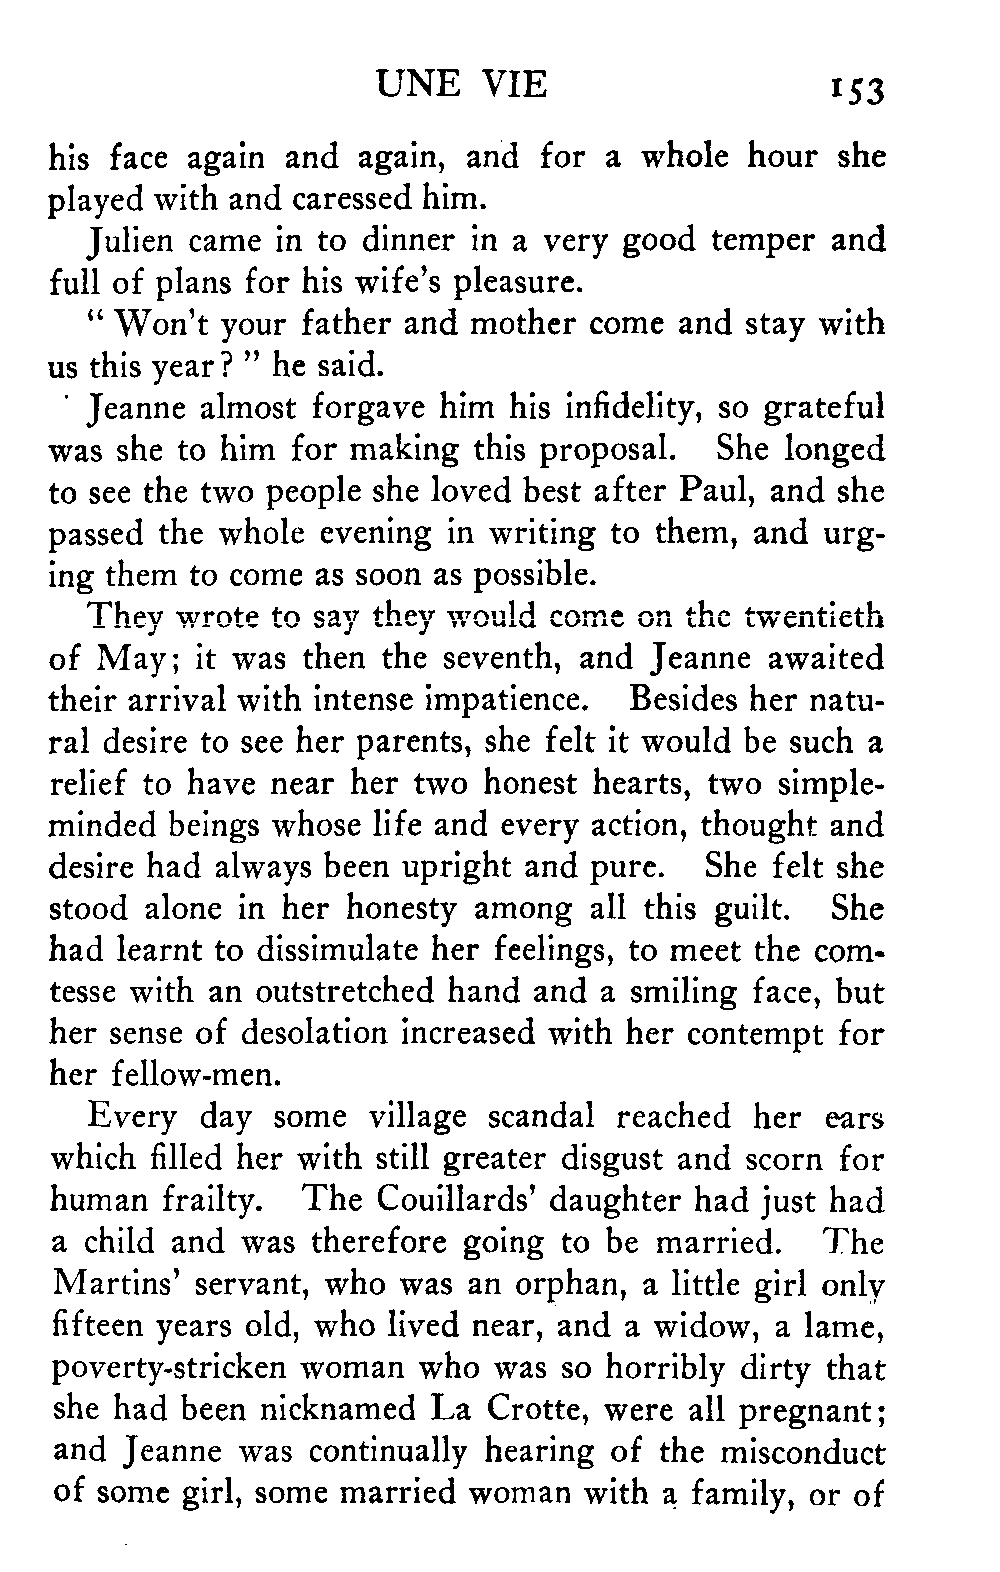 UNE VIE 153
his face again and again, and for a whole hour she
played with and caressed him.
Julien came in to dinner in a very good temper and
full of plans for his wife's pleasure.
“ Won't your father and mother come and stay with
us this year? ” he said.
Jeanne almost forgave him his infidelity, so grateful
was she to him for making this proposal. She longed
to see the two people she loved best after Paul, and she
passed the whole evening in writing to them, and urg-
ing them to come as soon as possible.
They wrote to say they would come on the twentieth
of May; it was then the seventh, and Jeanne awaited
their arrival with intense impatience. Besides her natu-
ral desire to see her parents, she felt it would be such a
relief to have near her two honest hearts, two simple-
minded beings whose life and every action, thought and
desire had always been upright and pure. She felt she
stood alone in her honesty among all this guilt. She
had learnt to dissimulate her feelings, to meet the com-
tesse with an outstretched hand and a smiling face, but
her sense of desolation increased with her contempt for
her fellow-men.
Every day some village scandal reached her ears
which filled her with still greater disgust and scorn for
human frailty. The Couillards' daughter had just had
a child and was therefore going to be married. The
Martins' servant, who was an orphan, a little girl only
fifteen years old, who lived near, and a widow, a lame,
poverty-stricken woman who was so horribly dirty that
she had been nicknamed La Crotte, were all pregnant;
and Jeanne was continually hearing of the misconduct
of some girl, some married woman with a family, or of